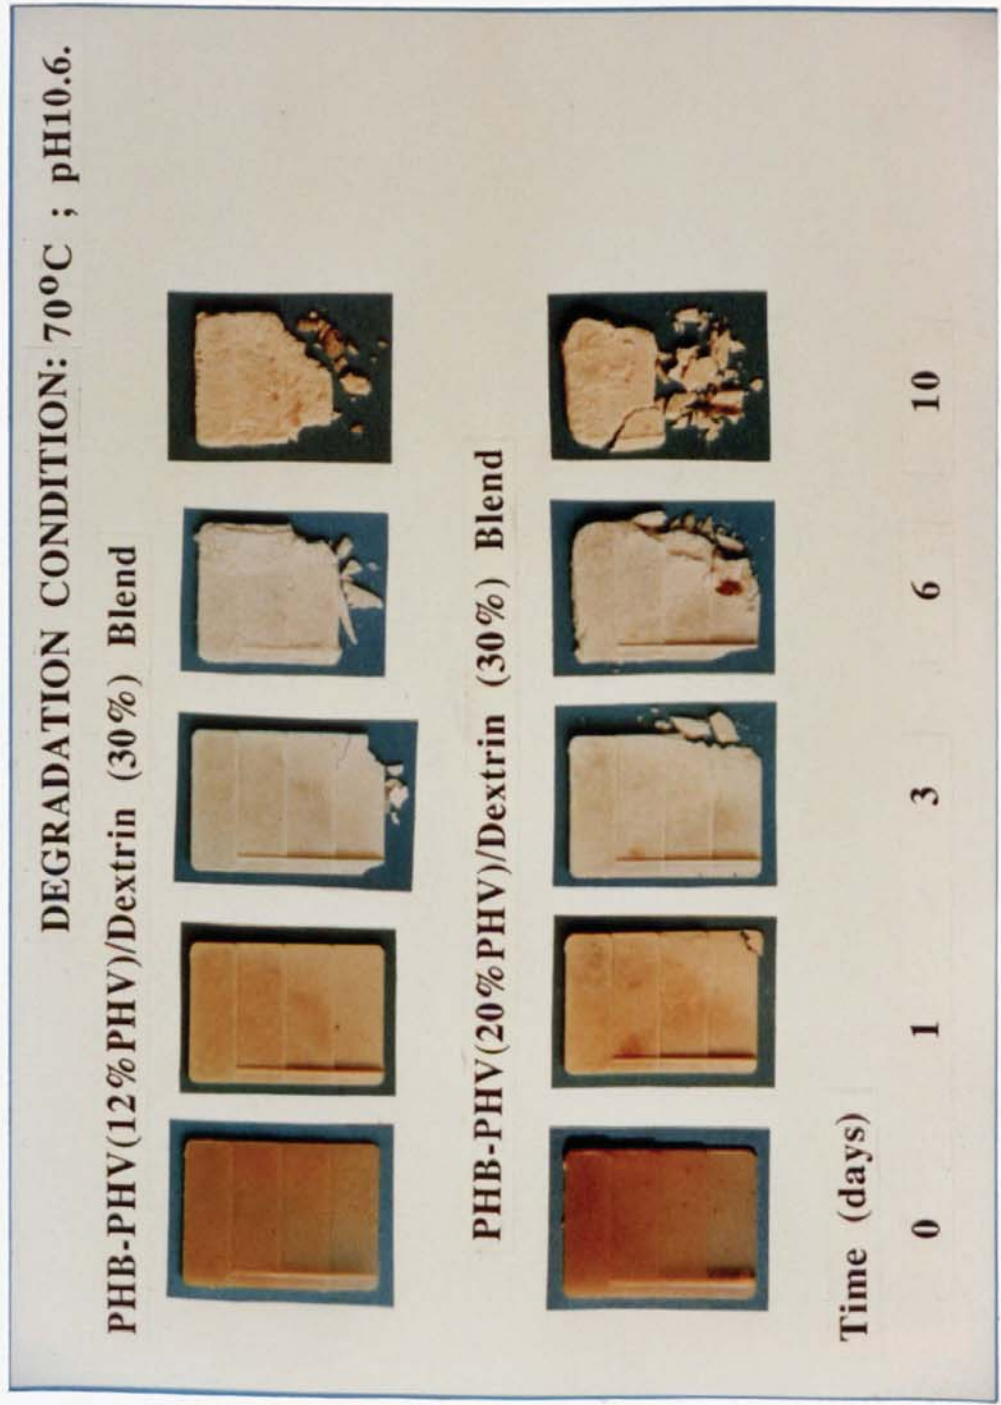 DEGRADATION CONDITION: 70°C ; pH10.6.
PHB-PHV(12%PHV)/Dextrin (30%) Blend
PHB-PHV(20%PHV)/Dextrin (30%) Blend
Time (days)
0 1 3 6 10